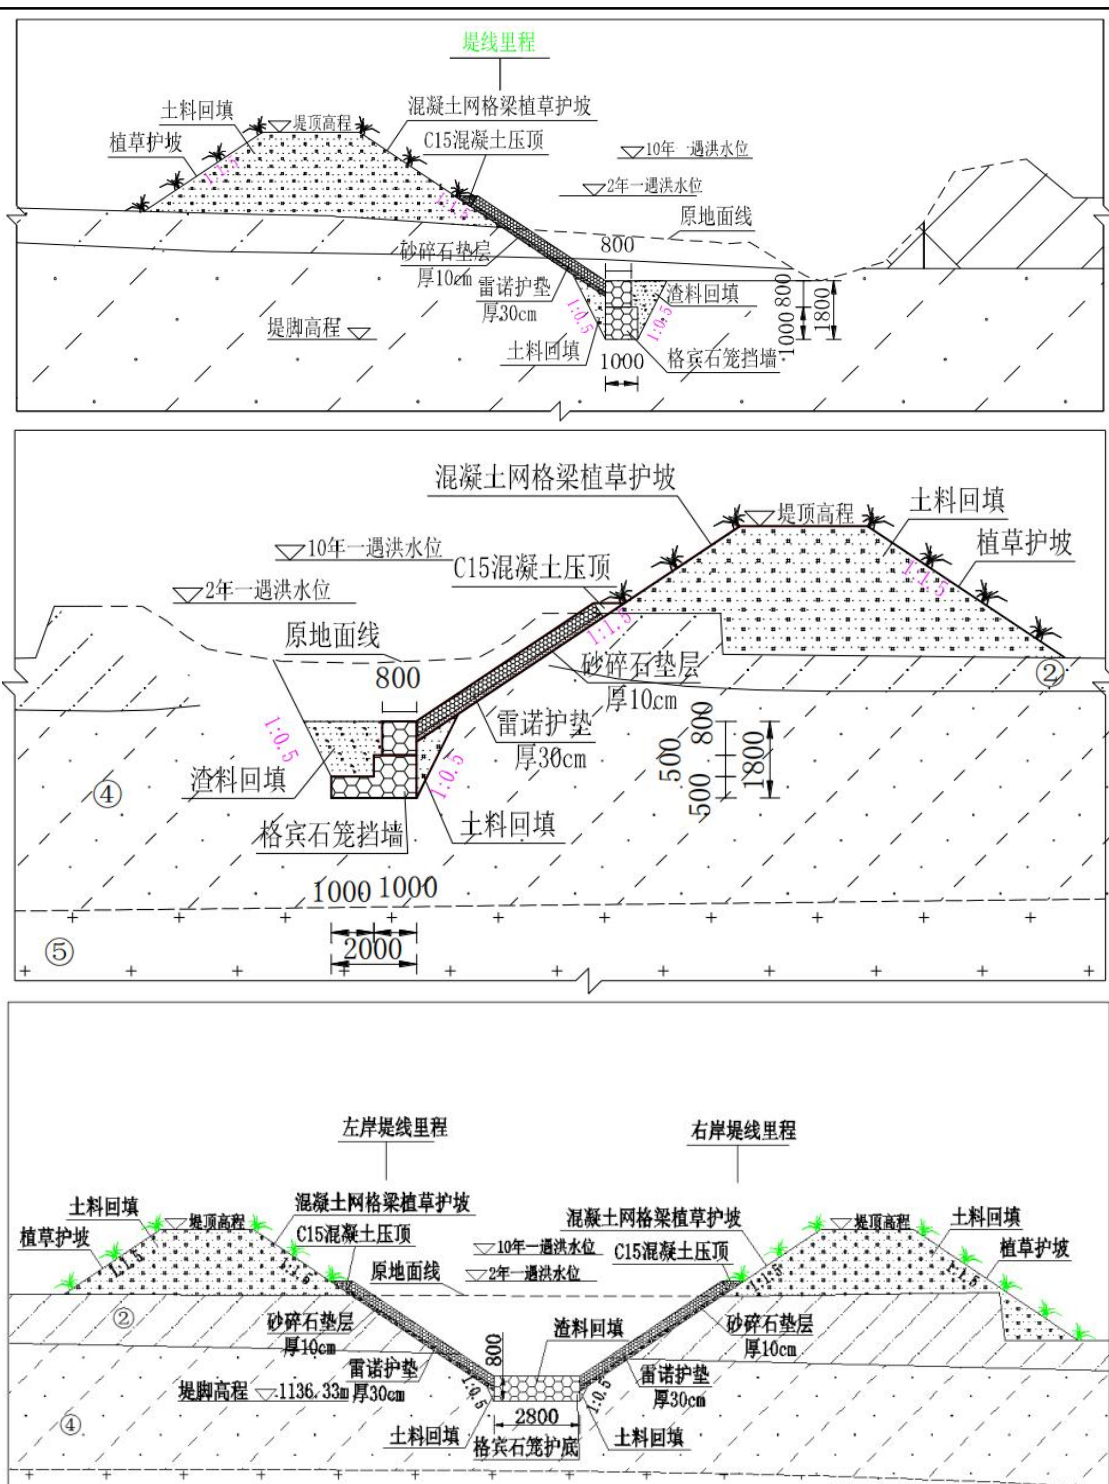 堤线里程
混凝土网格梁植草护坡
土料回填
堤顶高程
C15混凝土压顶
植草护坡
10年一遇洪水位
1:1.5
2年一遇洪水位
1:1.5
原地面线
砂碎石垫层
厚10cm
800
雷诺护垫
厚30cm
渣料回填
800
1800
1000
1:0.5
1:0.5
堤脚高程
土料回填
格宾石笼挡墙
1000
混凝土网格梁植草护坡
土料回填
堤顶高程
植草护坡
10年一遇洪水位
C15混凝土压顶
2年一遇洪水位
1:1.5
原地面线
1:1.5
砂碎石垫层
厚10cm
②
800
雷诺护垫
厚30cm
800
500
500
1800
1:0.5
1:0.5
渣料回填
④
格宾石笼挡墙
土料回填
1000 1000
2000
⑤
左岸堤线里程
右岸堤线里程
土料回填
堤顶高程
混凝土网格梁植草护坡
植草护坡
C15混凝土压顶
1:1.5
1:1.5
10年一遇洪水位
2年一遇洪水位
原地面线
混凝土网格梁植草护坡
堤顶高程
土料回填
C15混凝土压顶
植草护坡
1:1.5
1:1.5
②
砂碎石垫层
厚10cm
渣料回填
砂碎石垫层
厚10cm
800
雷诺护垫
厚30cm
雷诺护垫
厚30cm
堤脚高程
1136.33m
1:0.5
1:0.5
2800
④
土料回填
格宾石笼护底
土料回填